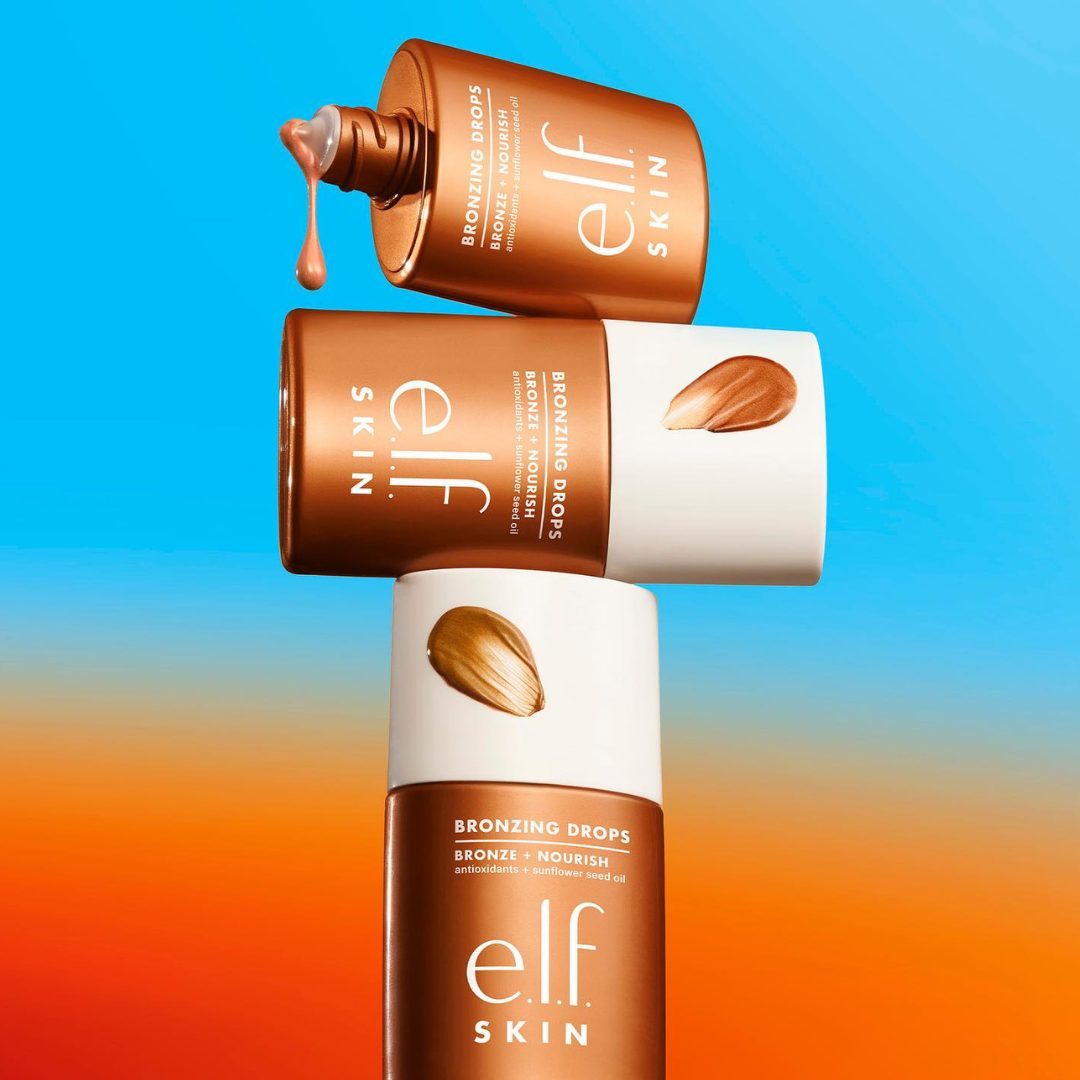 BRONZING DROPS
BRONZE + NOURISH
antioxidants + sunflower seed oil
e.l.f.
SKIN
BRONZING DROPS
BRONZE + NOURISH
antioxidants + sunflower seed oil
e.l.f.
SKIN
BRONZING DROPS
BRONZE + NOURISH
antioxidants + sunflower seed oil
e.l.f.
SKIN